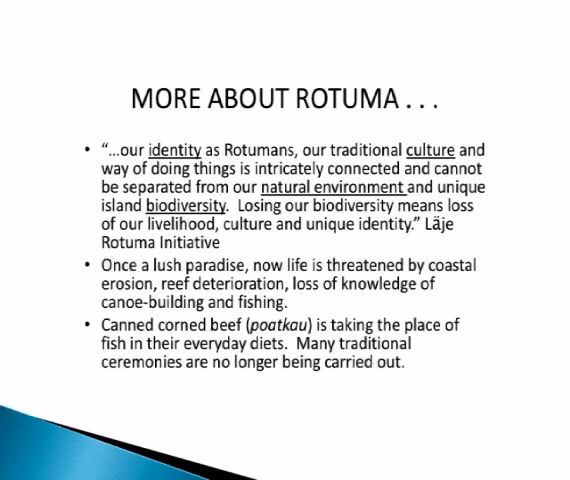 MORE ABOUT ROTUMA . . .
• “…our identity as Rotumans, our traditional culture and
way of doing things is intricately connected and cannot
be separated from our natural environment and unique
island biodiversity.  Losing our biodiversity means loss
of our livelihood, culture and unique identity.” Läje
Rotuma Initiative
• Once a lush paradise, now life is threatened by coastal
erosion, reef deterioration, loss of knowledge of
canoe-building and fishing.
• Canned corned beef (poatkau) is taking the place of
fish in their everyday diets.  Many traditional
ceremonies are no longer being carried out.